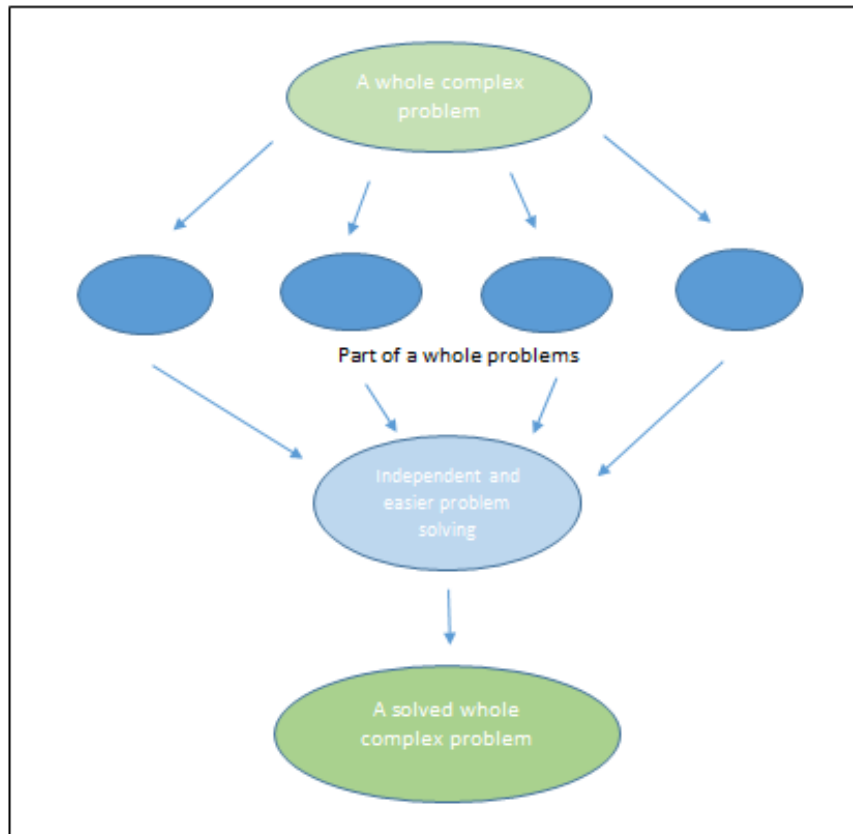 A whole complex
problem
Part of a whole problems
Independent and
easier problem
solving
A solved whole
complex problem